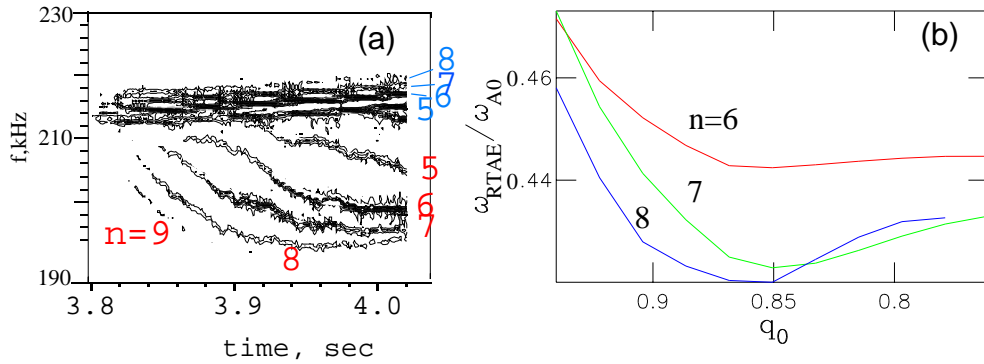 230
210
190
f,kHz
(a)
8
7
6
5
5
6
7
8
n=9
3.8
3.9
4.0
time, sec
(b)
0.46
0.44
ω_RTAE/ω_A0
n=6
7
8
0.9
0.85
0.8
q_0